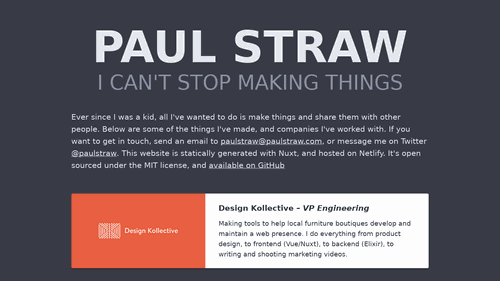 PAUL STRAW
I CAN'T STOP MAKING THINGS
Ever since I was a kid, all I've wanted to do is make things and share them with other
people. Below are some of the things I've made, and companies I've worked with. If you
want to get in touch, send an email to paulstraw@paulstraw.com, or message me on Twitter
@paulstraw. This website is statically generated with Nuxt, and hosted on Netlify. It's open
sourced under the MIT license, and available on GitHub
Design Kollective
Design Kollective – VP Engineering
Making tools to help local furniture boutiques develop and
maintain a web presence. I do everything from product
design, to frontend (Vue/Nuxt), to backend (Elixir), to
writing and shooting marketing videos.